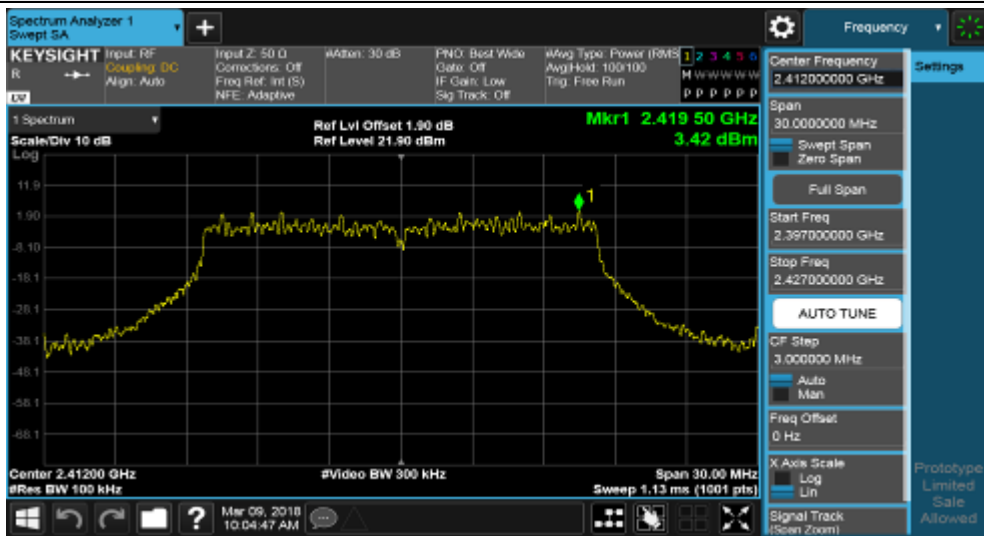 Spectrum Analyzer 1
Swept SA
+
Frequency
KEYSIGHT
R
Input: RF
Coupling: DC
Align: Auto
Input Z: 50 Ω
Corrections: Off
Freq Ref: Int (S)
NFE: Adaptive
#Atten: 30 dB
PNO: Best Wide
Gate: Off
IF Gain: Low
Sig Track: Off
#Avg Type: Power (RMS
Avg|Hold: 100/100
Trig: Free Run
1 2 3 4 5 6
M W W W W W
P P P P P P
1 Spectrum
Scale/Div 10 dB
Log
Ref Lvl Offset 1.90 dB
Ref Level 21.90 dBm
Mkr1 2.419 50 GHz
3.42 dBm
11.9
1.90
-8.10
-18.1
-28.1
-38.1
-48.1
-58.1
-68.1
1
Center 2.41200 GHz
#Res BW 100 kHz
#Video BW 300 kHz
Span 30.00 MHz
Sweep 1.13 ms (1001 pts)
Center Frequency
2.412000000 GHz
Settings
Span
30.0000000 MHz
Swept Span
Zero Span
Full Span
Start Freq
2.397000000 GHz
Stop Freq
2.427000000 GHz
AUTO TUNE
CF Step
3.000000 MHz
Auto
Man
Freq Offset
0 Hz
X Axis Scale
Log
Lin
Signal Track
(Span Zoom)
Prototype
Limited
Sale
Allowed
?
Mar 09, 2018
10:04:47 AM